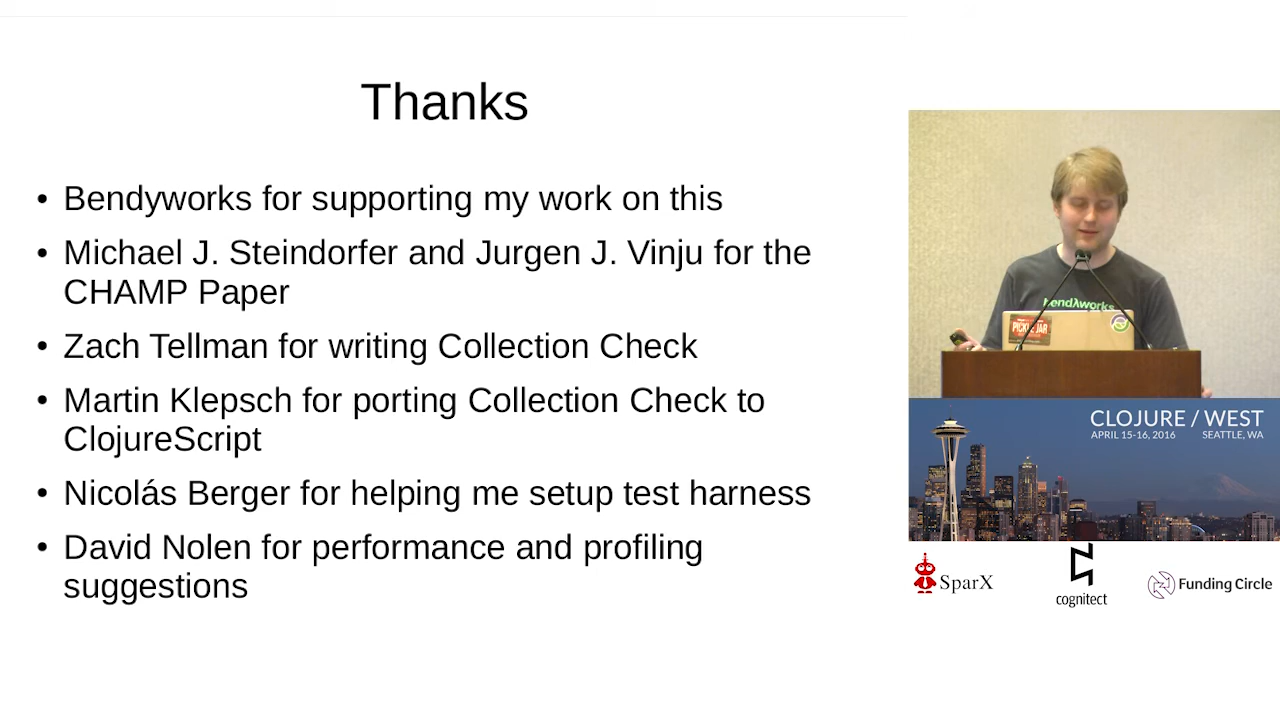 Thanks
• Bendyworks for supporting my work on this
• Michael J. Steindorfer and Jurgen J. Vinju for the
CHAMP Paper
• Zach Tellman for writing Collection Check
• Martin Klepsch for porting Collection Check to
ClojureScript
• Nicolás Berger for helping me setup test harness
• David Nolen for performance and profiling
suggestions
bendλworks
PICKLE JAR
CLOJURE / WEST
APRIL 15-16, 2016 SEATTLE, WA
SparX
cognitect
Funding Circle